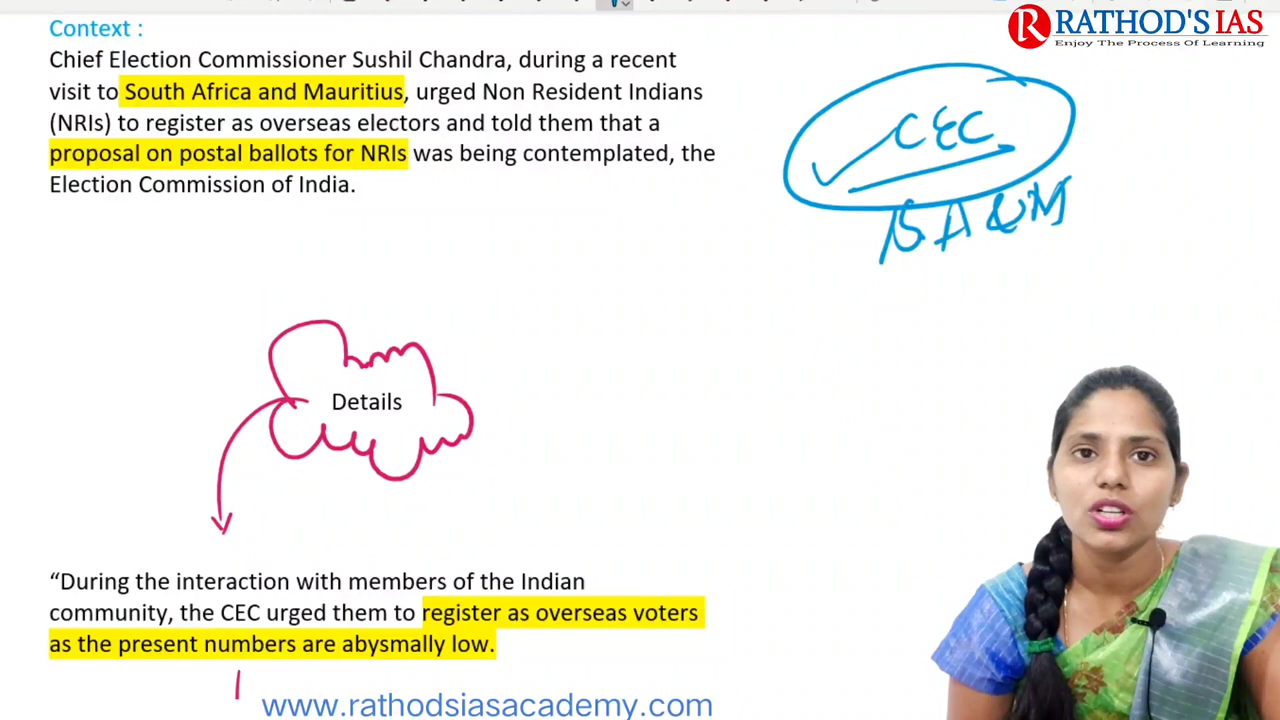 Context :
Chief Election Commissioner Sushil Chandra, during a recent
visit to South Africa and Mauritius, urged Non Resident Indians
(NRIs) to register as overseas electors and told them that a
proposal on postal ballots for NRIs was being contemplated, the
Election Commission of India.
R RATHOD'S IAS
Enjoy The Process Of Learning
CEC
SA & M
Details
“During the interaction with members of the Indian
community, the CEC urged them to register as overseas voters
as the present numbers are abysmally low.
www.rathodsiasacademy.com